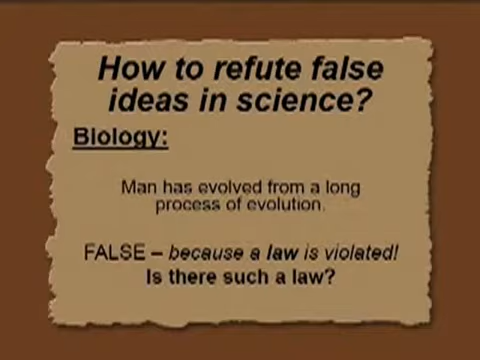 How to refute false
ideas in science?
Biology:
Man has evolved from a long
process of evolution.
FALSE – because a law is violated!
Is there such a law?